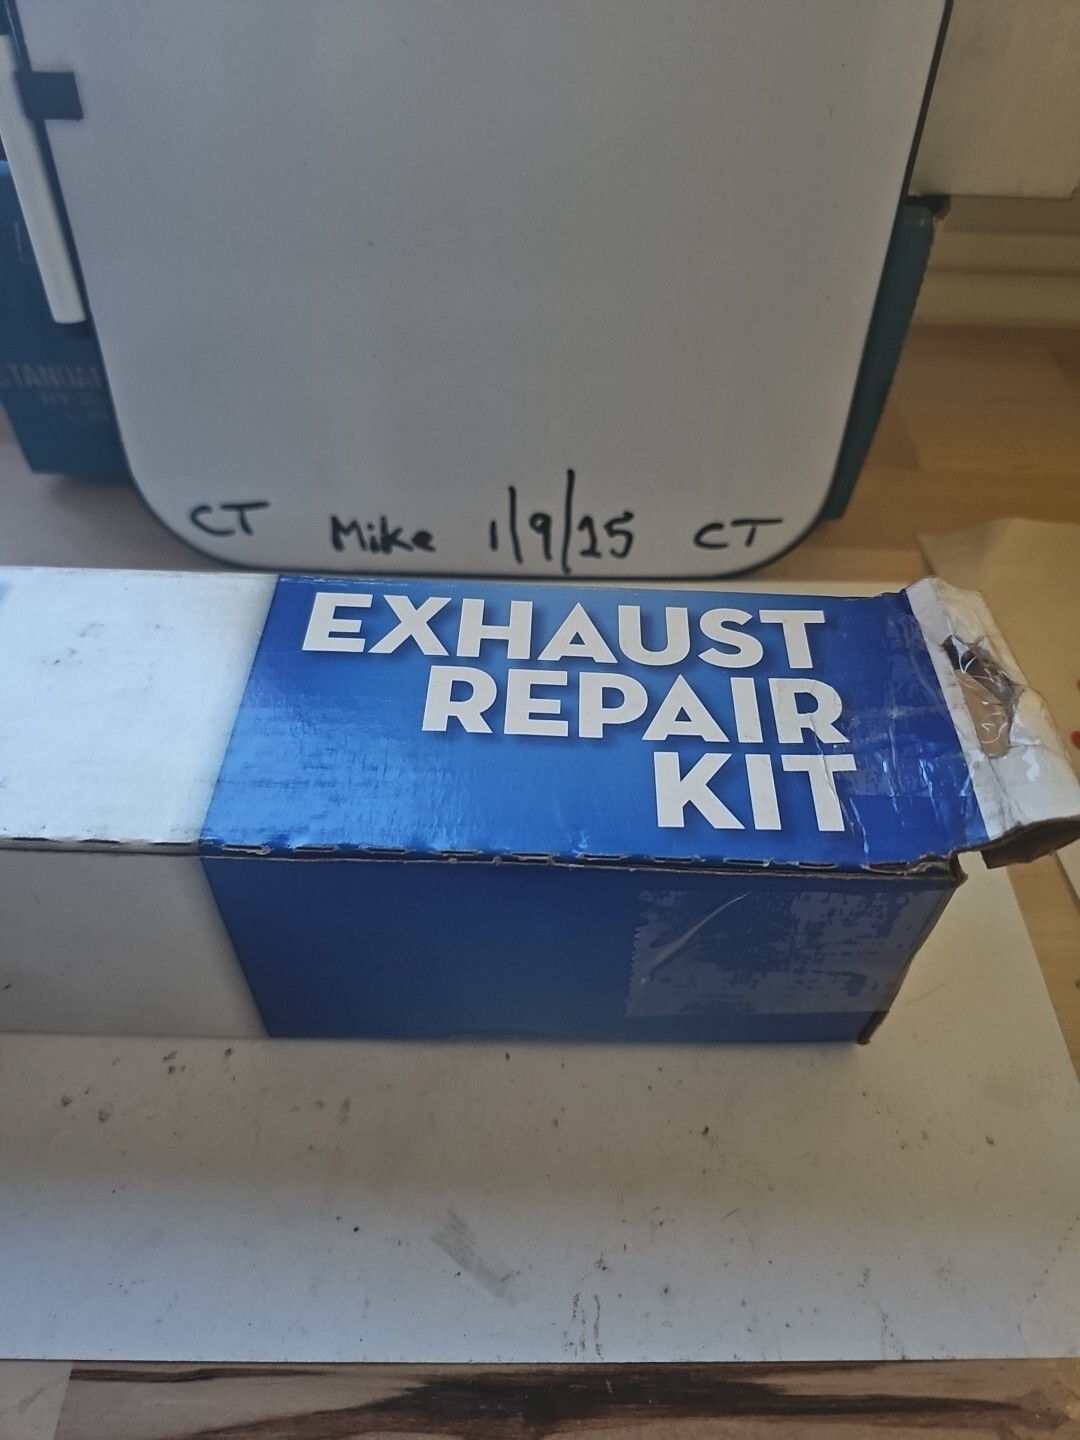 CT Mike 1/9/25 CT
EXHAUST
REPAIR
KIT